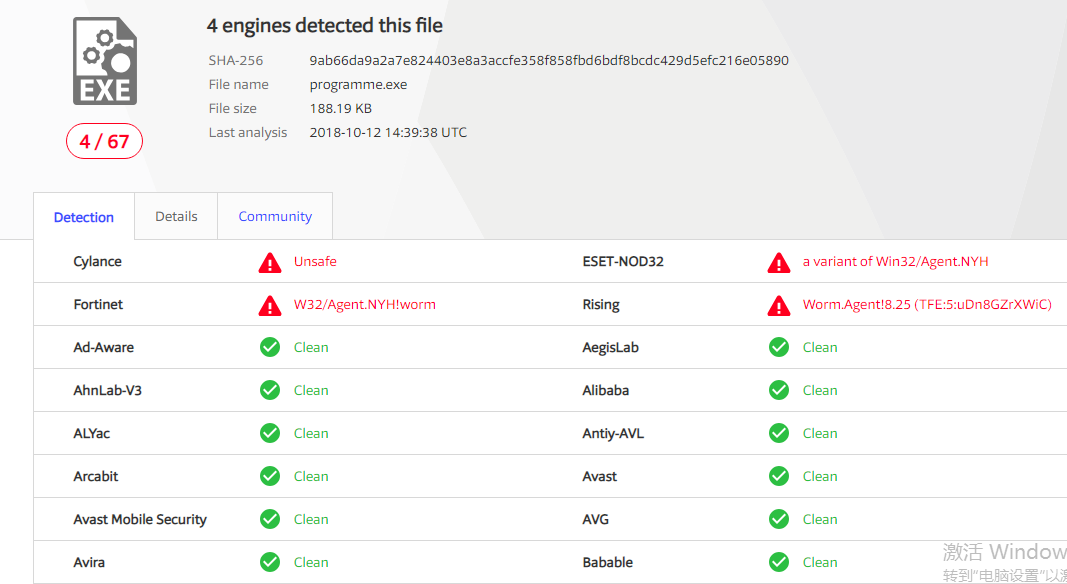 4 engines detected this file
EXE
SHA-256 9ab66da9a2a7e824403e8a3accfe358f858fbd6bdf8bcdc429d5efc216e05890
File name programme.exe
File size 188.19 KB
4 / 67
Last analysis 2018-10-12 14:39:38 UTC
Detection Details Community
Cylance Unsafe ESET-NOD32 a variant of Win32/Agent.NYH
Fortinet W32/Agent.NYH!worm Rising Worm.Agent!8.25 (TFE:5:uDn8GZrXWiC)
Ad-Aware Clean AegisLab Clean
AhnLab-V3 Clean Alibaba Clean
ALYac Clean Antiy-AVL Clean
Arcabit Clean Avast Clean
Avast Mobile Security Clean AVG Clean
Avira Clean Babable Clean
激活 Window
转到"电脑设置"以